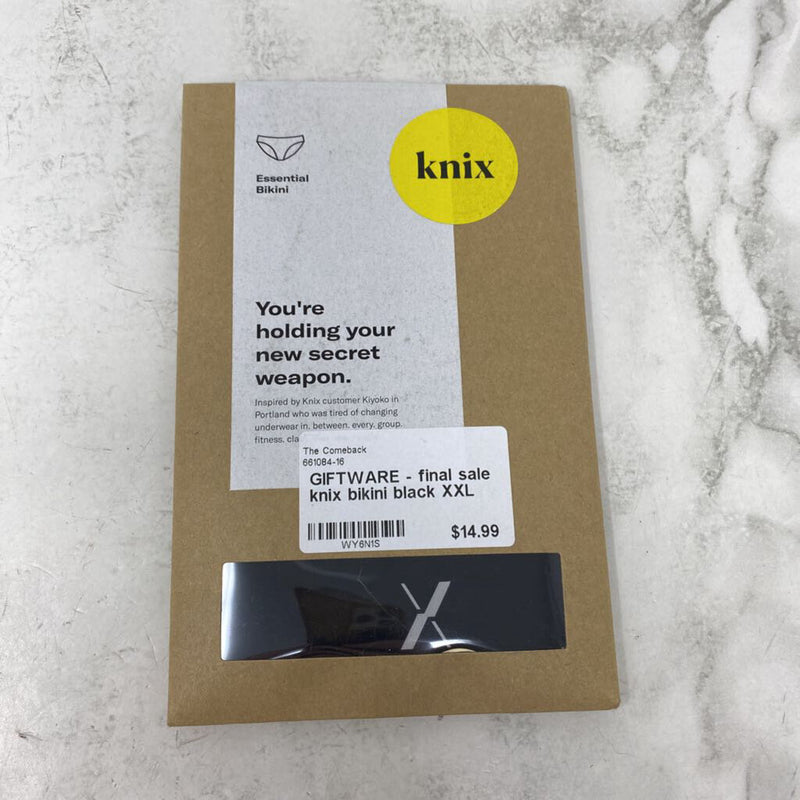 Essential
Bikini
knix
You're
holding your
new secret
weapon.
Inspired by Knix customer Kiyoko in
Portland who was tired of changing
underwear in. between. every. group.
fitness. cla
The Comeback
661084-16
GIFTWARE - final sale
knix bikini black XXL
WY6N1S
$14.99